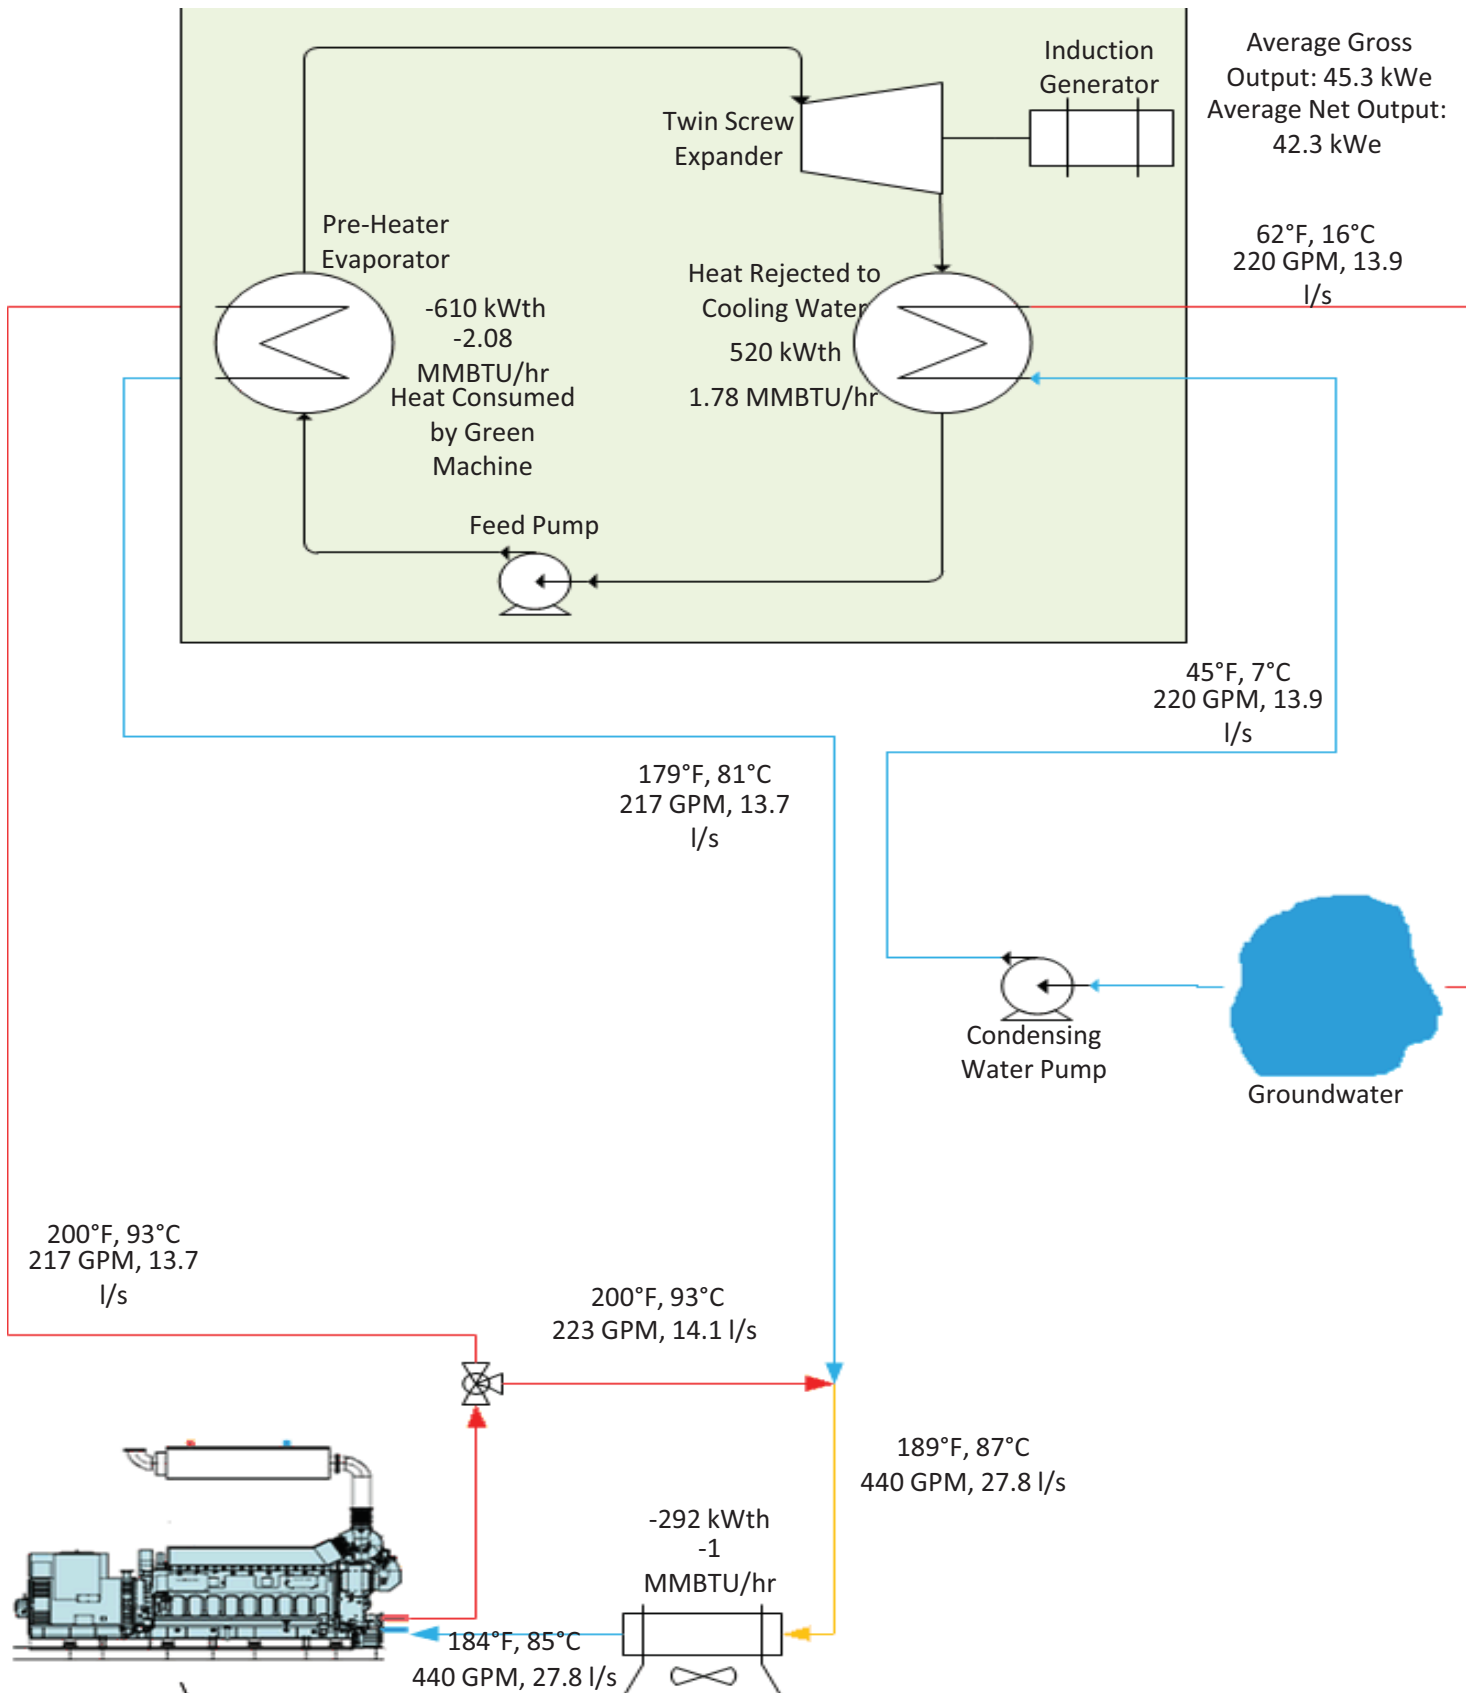 Average Gross
Output: 45.3 kWe
Average Net Output:
42.3 kWe
Induction
Generator
Twin Screw
Expander
Pre-Heater
Evaporator
-610 kWth
-2.08
MMBTU/hr
Heat Consumed
by Green
Machine
Heat Rejected to
Cooling Water
520 kWth
1.78 MMBTU/hr
62°F, 16°C
220 GPM, 13.9
l/s
Feed Pump
45°F, 7°C
220 GPM, 13.9
l/s
179°F, 81°C
217 GPM, 13.7
l/s
Condensing
Water Pump
Groundwater
200°F, 93°C
217 GPM, 13.7
l/s
200°F, 93°C
223 GPM, 14.1 l/s
189°F, 87°C
440 GPM, 27.8 l/s
-292 kWth
-1
MMBTU/hr
184°F, 85°C
440 GPM, 27.8 l/s